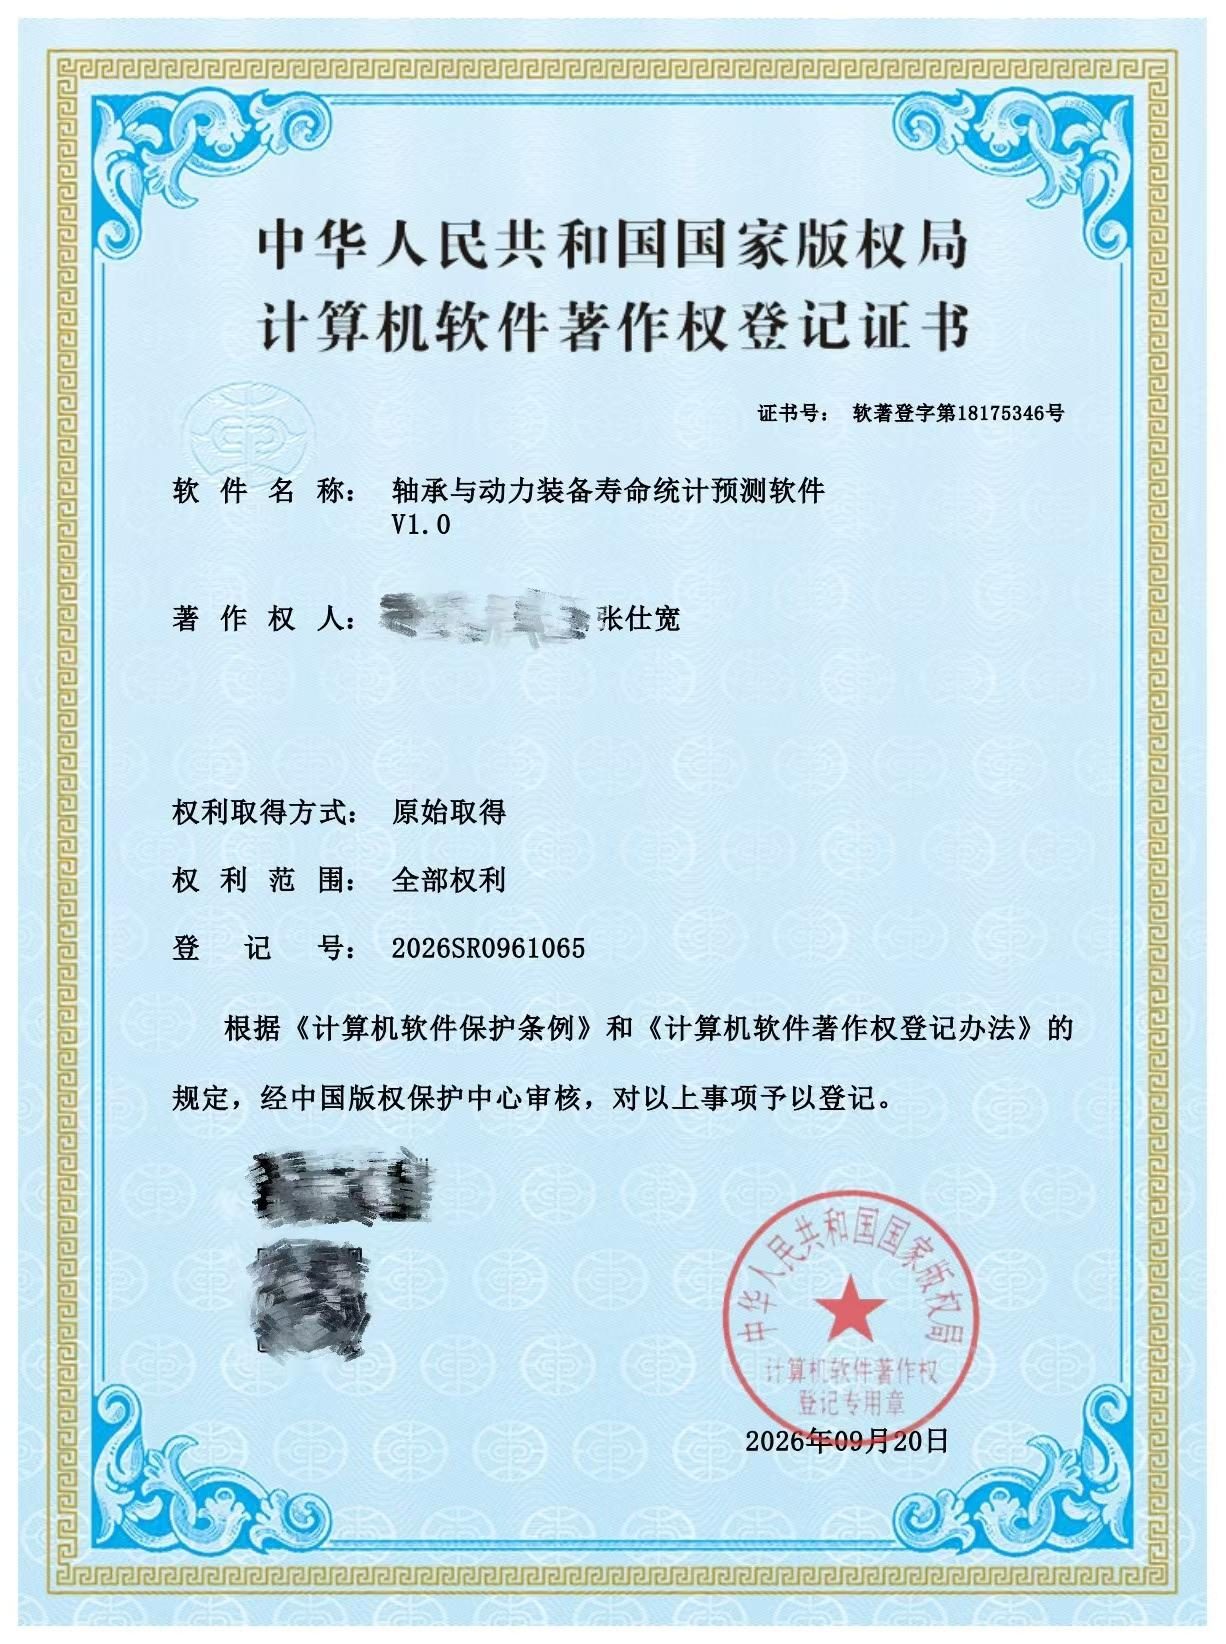 中华人民共和国国家版权局
计算机软件著作权登记证书
证书号： 软著登字第18175346号
软件名称： 轴承与动力装备寿命统计预测软件
V1.0
著作权人： 张仕宽
权利取得方式： 原始取得
权利范围： 全部权利
登记号： 2026SR0961065
根据《计算机软件保护条例》和《计算机软件著作权登记办法》的
规定，经中国版权保护中心审核，对以上事项予以登记。
中华人民共和国国家版权局
计算机软件著作权
登记专用章
2026年09月20日